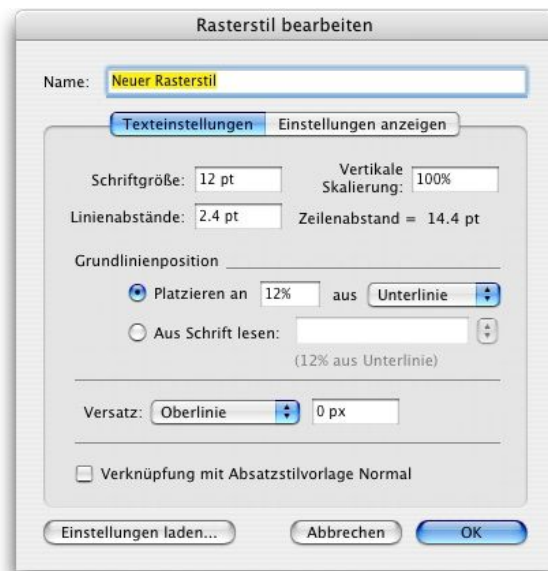 Rasterstil bearbeiten
Name: Neuer Rasterstil
Texteinstellungen Einstellungen anzeigen
Schriftgröße: 12 pt Vertikale Skalierung: 100%
Linienabstände: 2.4 pt Zeilenabstand = 14.4 pt
Grundlinienposition
Platzieren an 12% aus Unterlinie
Aus Schrift lesen:
(12% aus Unterlinie)
Versatz: Oberlinie 0 px
Verknüpfung mit Absatzstilvorlage Normal
Einstellungen laden... Abbrechen OK